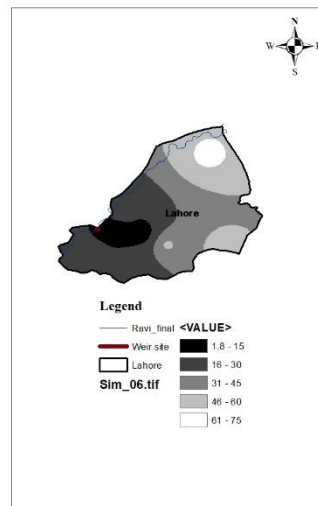 N
W E
S
Lahore
Legend
Ravi_final <VALUE>
Weir site 1.8 - 15
Lahore 16 - 30
Sim_06.tif 31 - 45
46 - 60
61 - 75